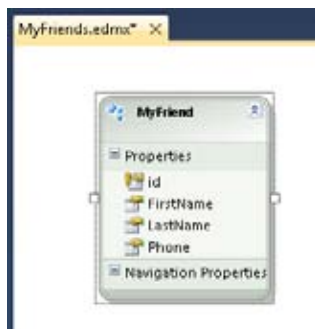 MyFriends.edmx*
MyFriend
Properties
id
FirstName
LastName
Phone
Navigation Properties